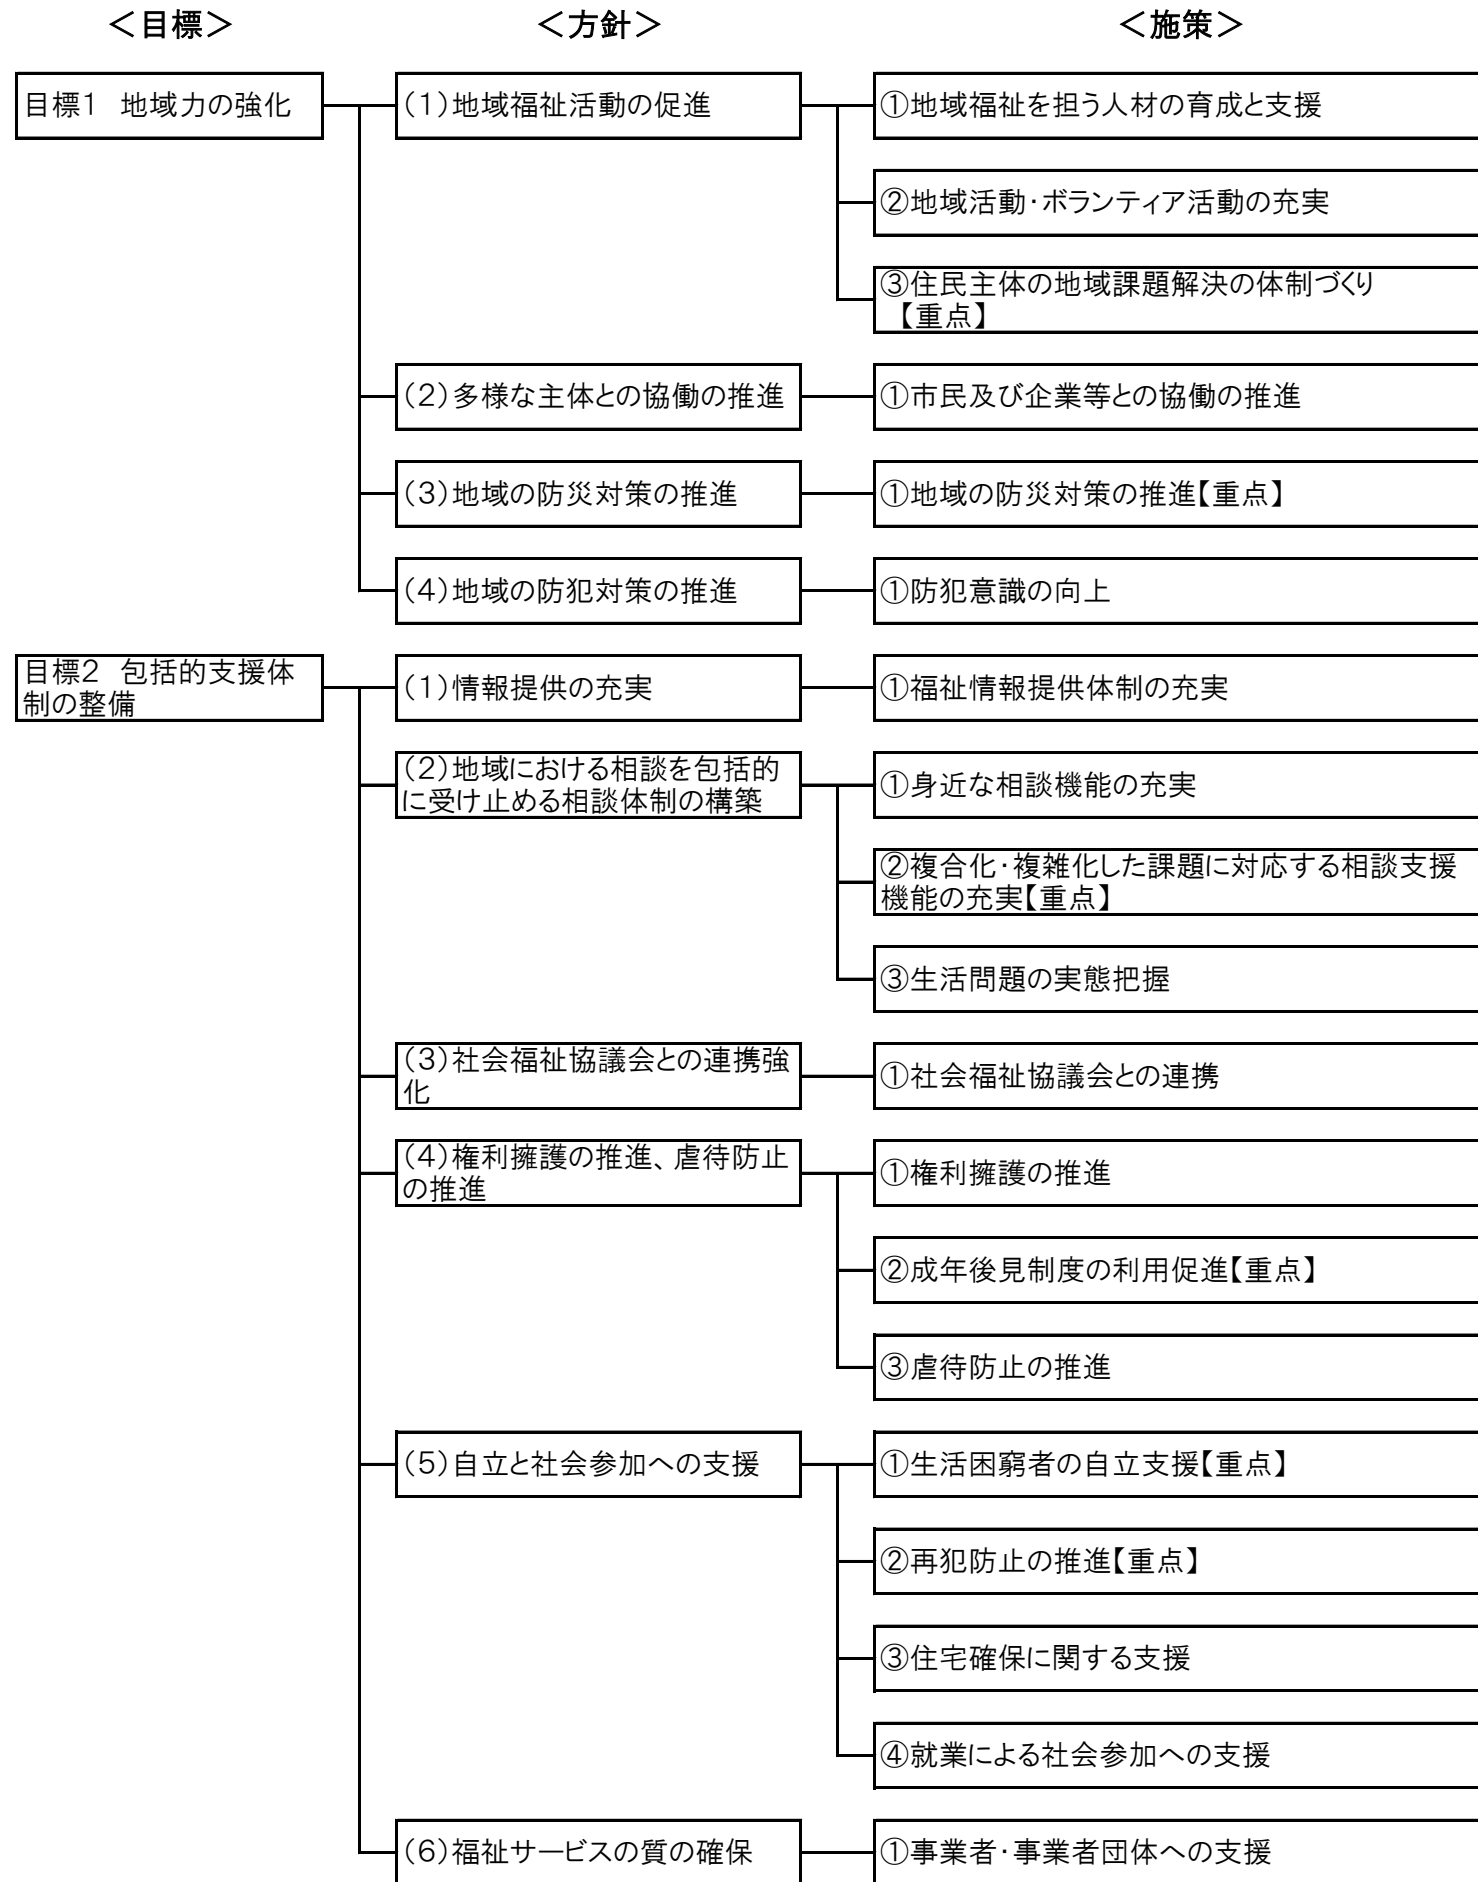 ＜目標＞
＜方針＞
＜施策＞
目標1　地域力の強化
（1）地域福祉活動の促進
①地域福祉を担う人材の育成と支援
②地域活動・ボランティア活動の充実
③住民主体の地域課題解決の体制づくり
【重点】
（2）多様な主体との協働の推進
①市民及び企業等との協働の推進
（3）地域の防災対策の推進
①地域の防災対策の推進【重点】
（4）地域の防犯対策の推進
①防犯意識の向上
目標2　包括的支援体
制の整備
（1）情報提供の充実
①福祉情報提供体制の充実
（2）地域における相談を包括的
に受け止める相談体制の構築
①身近な相談機能の充実
②複合化・複雑化した課題に対応する相談支援
機能の充実【重点】
③生活問題の実態把握
（3）社会福祉協議会との連携強
化
①社会福祉協議会との連携
（4）権利擁護の推進、虐待防止
の推進
①権利擁護の推進
②成年後見制度の利用促進【重点】
③虐待防止の推進
（5）自立と社会参加への支援
①生活困窮者の自立支援【重点】
②再犯防止の推進【重点】
③住宅確保に関する支援
④就業による社会参加への支援
（6）福祉サービスの質の確保
①事業者・事業者団体への支援